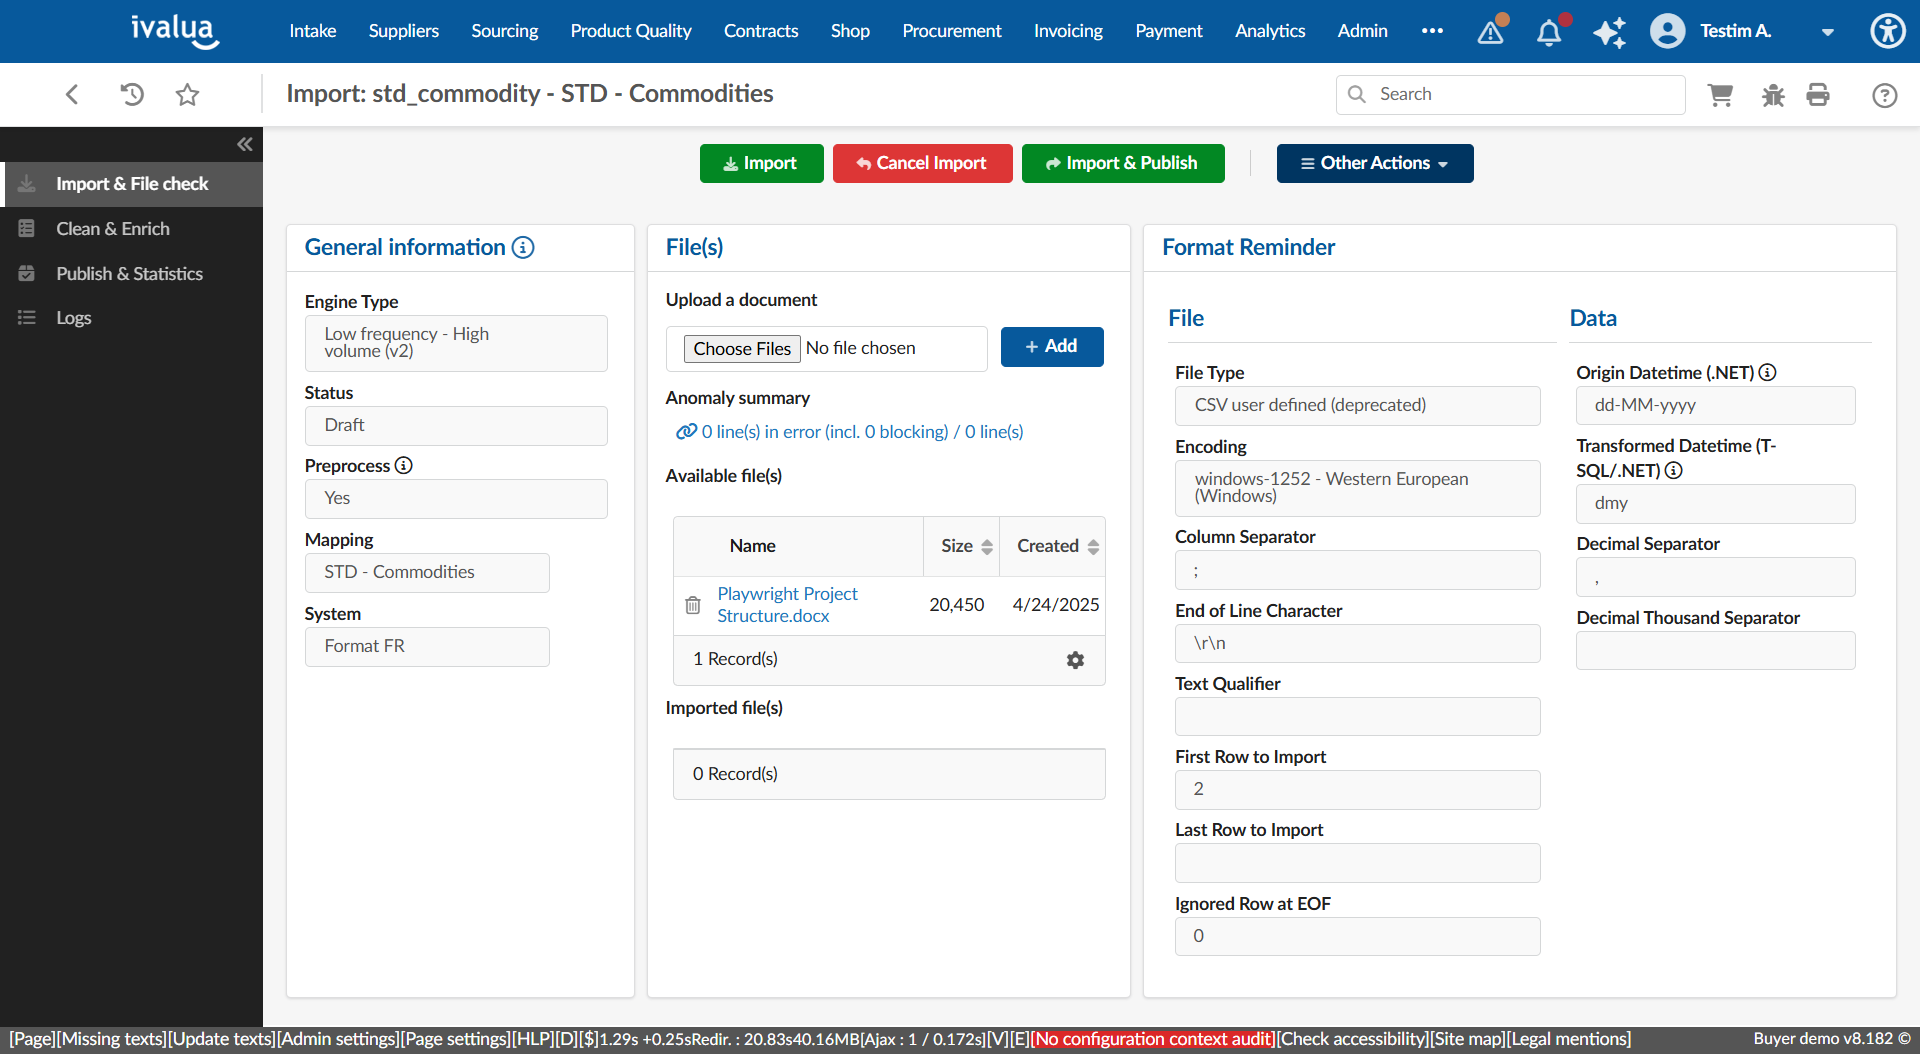 ivalua
Intake Suppliers Sourcing Product Quality Contracts Shop Procurement Invoicing Payment Analytics Admin Testim A.
Import: std_commodity - STD - Commodities
Search
Import & File check
Clean & Enrich
Publish & Statistics
Logs
Import Cancel Import Import & Publish Other Actions
General information
Engine Type
Low frequency - High
volume (v2)
Status
Draft
Preprocess
Yes
Mapping
STD - Commodities
System
Format FR
File(s)
Upload a document
Choose Files No file chosen
+ Add
Anomaly summary
0 line(s) in error (incl. 0 blocking) / 0 line(s)
Available file(s)
Name Size Created
Playwright Project
Structure.docx
20,450 4/24/2025
1 Record(s)
Imported file(s)
0 Record(s)
Format Reminder
File
File Type
CSV user defined (deprecated)
Encoding
windows-1252 - Western European
(Windows)
Column Separator
;
End of Line Character
\r\n
Text Qualifier
First Row to Import
2
Last Row to Import
Ignored Row at EOF
0
Data
Origin Datetime (.NET)
dd-MM-yyyy
Transformed Datetime (T-
SQL/.NET)
dmy
Decimal Separator
,
Decimal Thousand Separator
[Page][Missing texts][Update texts][Admin settings][Page settings][HLP][D][$]1.29s +0.25sRedir. : 20.83s40.16MB[Ajax : 1 / 0.172s][V][E][No configuration context audit][Check accessibility][Site map][Legal mentions] Buyer demo v8.182 ©